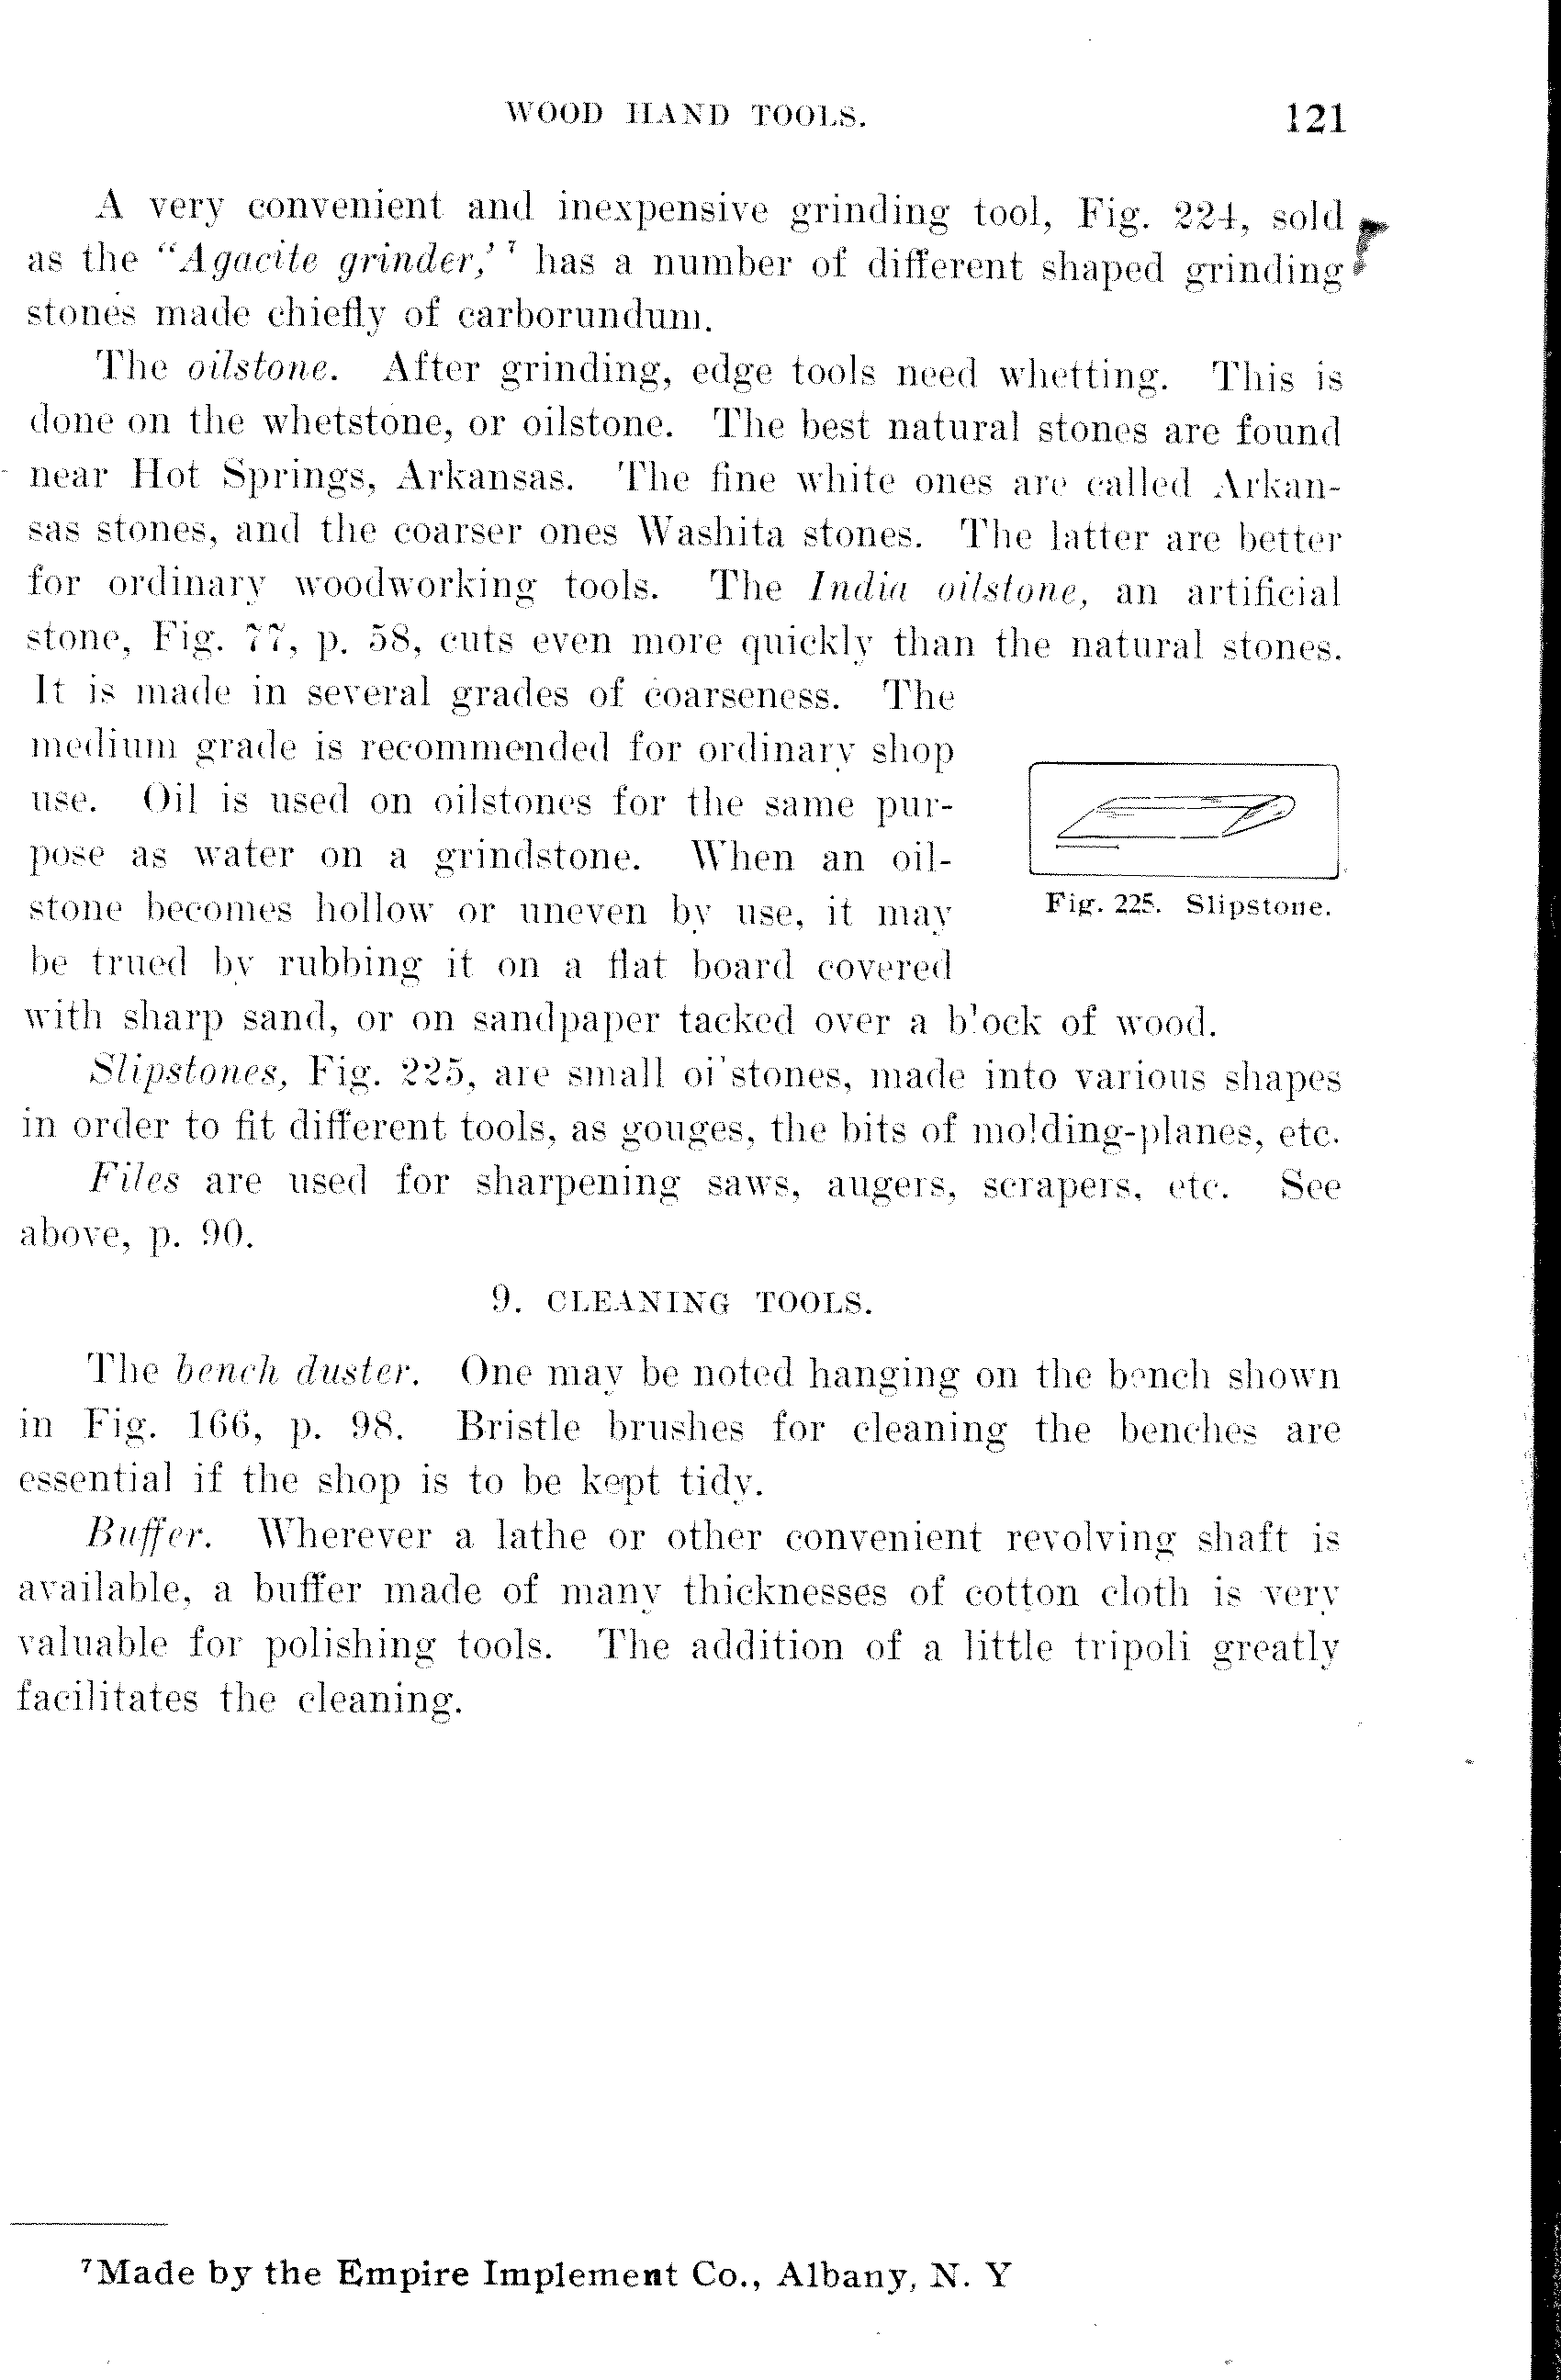 WOOD HAND TOOLS. 121
A very convenient and inexpensive grinding tool, Fig. 224, sold
as the "Agacite grinder,'⁷ has a number of different shaped grinding
stones made chiefly of carborundum.
The oilstone. After grinding, edge tools need whetting. This is
done on the whetstone, or oilstone. The best natural stones are found
near Hot Springs, Arkansas. The fine white ones are called Arkan-
sas stones, and the coarser ones Washita stones. The latter are better
for ordinary woodworking tools. The India oilstone, an artificial
stone, Fig. 77, p. 58, cuts even more quickly than the natural stones.
It is made in several grades of coarseness. The
medium grade is recommended for ordinary shop
use. Oil is used on oilstones for the same pur-
pose as water on a grindstone. When an oil-
stone becomes hollow or uneven by use, it may
be trued by rubbing it on a flat board covered
with sharp sand, or on sandpaper tacked over a block of wood.
Fig. 225. Slipstone.
Slipstones, Fig. 225, are small oilstones, made into various shapes
in order to fit different tools, as gouges, the bits of molding-planes, etc.
Files are used for sharpening saws, augers, scrapers, etc. See
above, p. 90.
9. CLEANING TOOLS.
The bench duster. One may be noted hanging on the bench shown
in Fig. 166, p. 98. Bristle brushes for cleaning the benches are
essential if the shop is to be kept tidy.
Buffer. Wherever a lathe or other convenient revolving shaft is
available, a buffer made of many thicknesses of cotton cloth is very
valuable for polishing tools. The addition of a little tripoli greatly
facilitates the cleaning.
⁷Made by the Empire Implement Co., Albany, N. Y